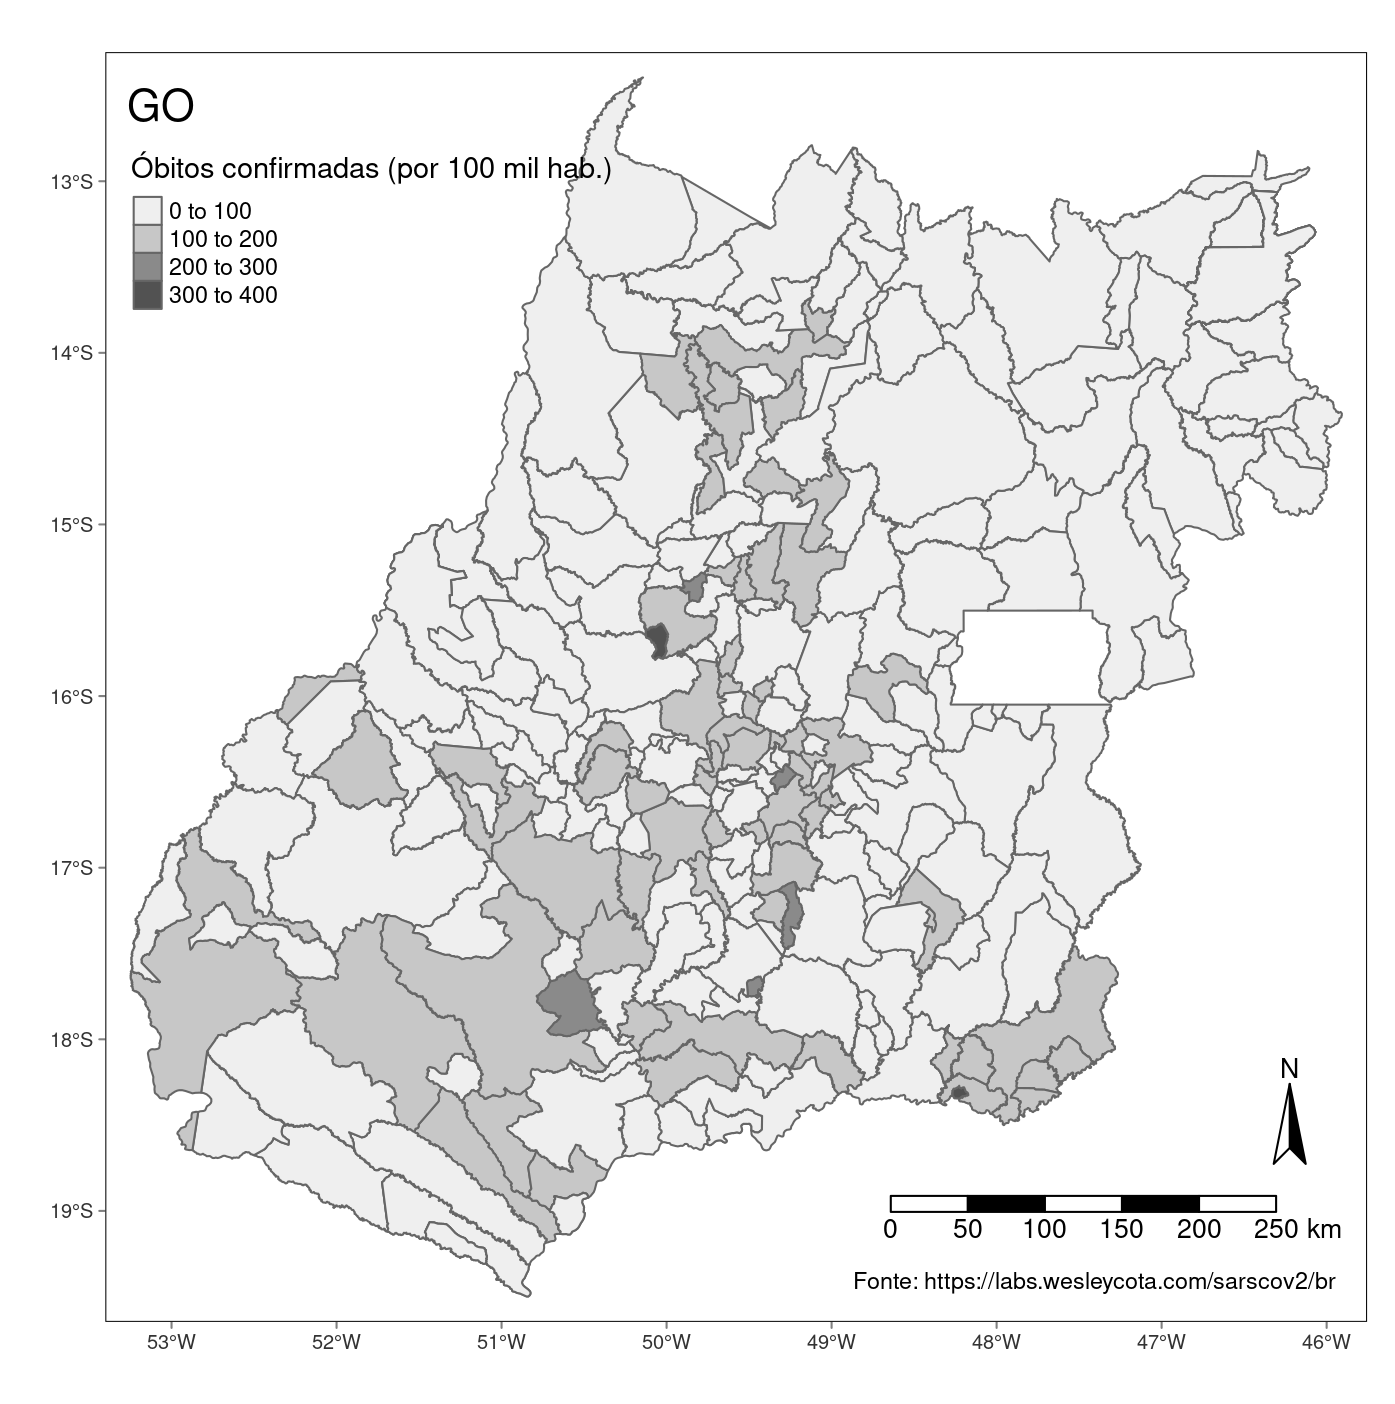 GO
Óbitos confirmadas (por 100 mil hab.)
0 to 100
100 to 200
200 to 300
300 to 400
13°S
14°S
15°S
16°S
17°S
18°S
19°S
N
0 50 100 150 200 250 km
Fonte: https://labs.wesleycota.com/sarscov2/br
53°W 52°W 51°W 50°W 49°W 48°W 47°W 46°W